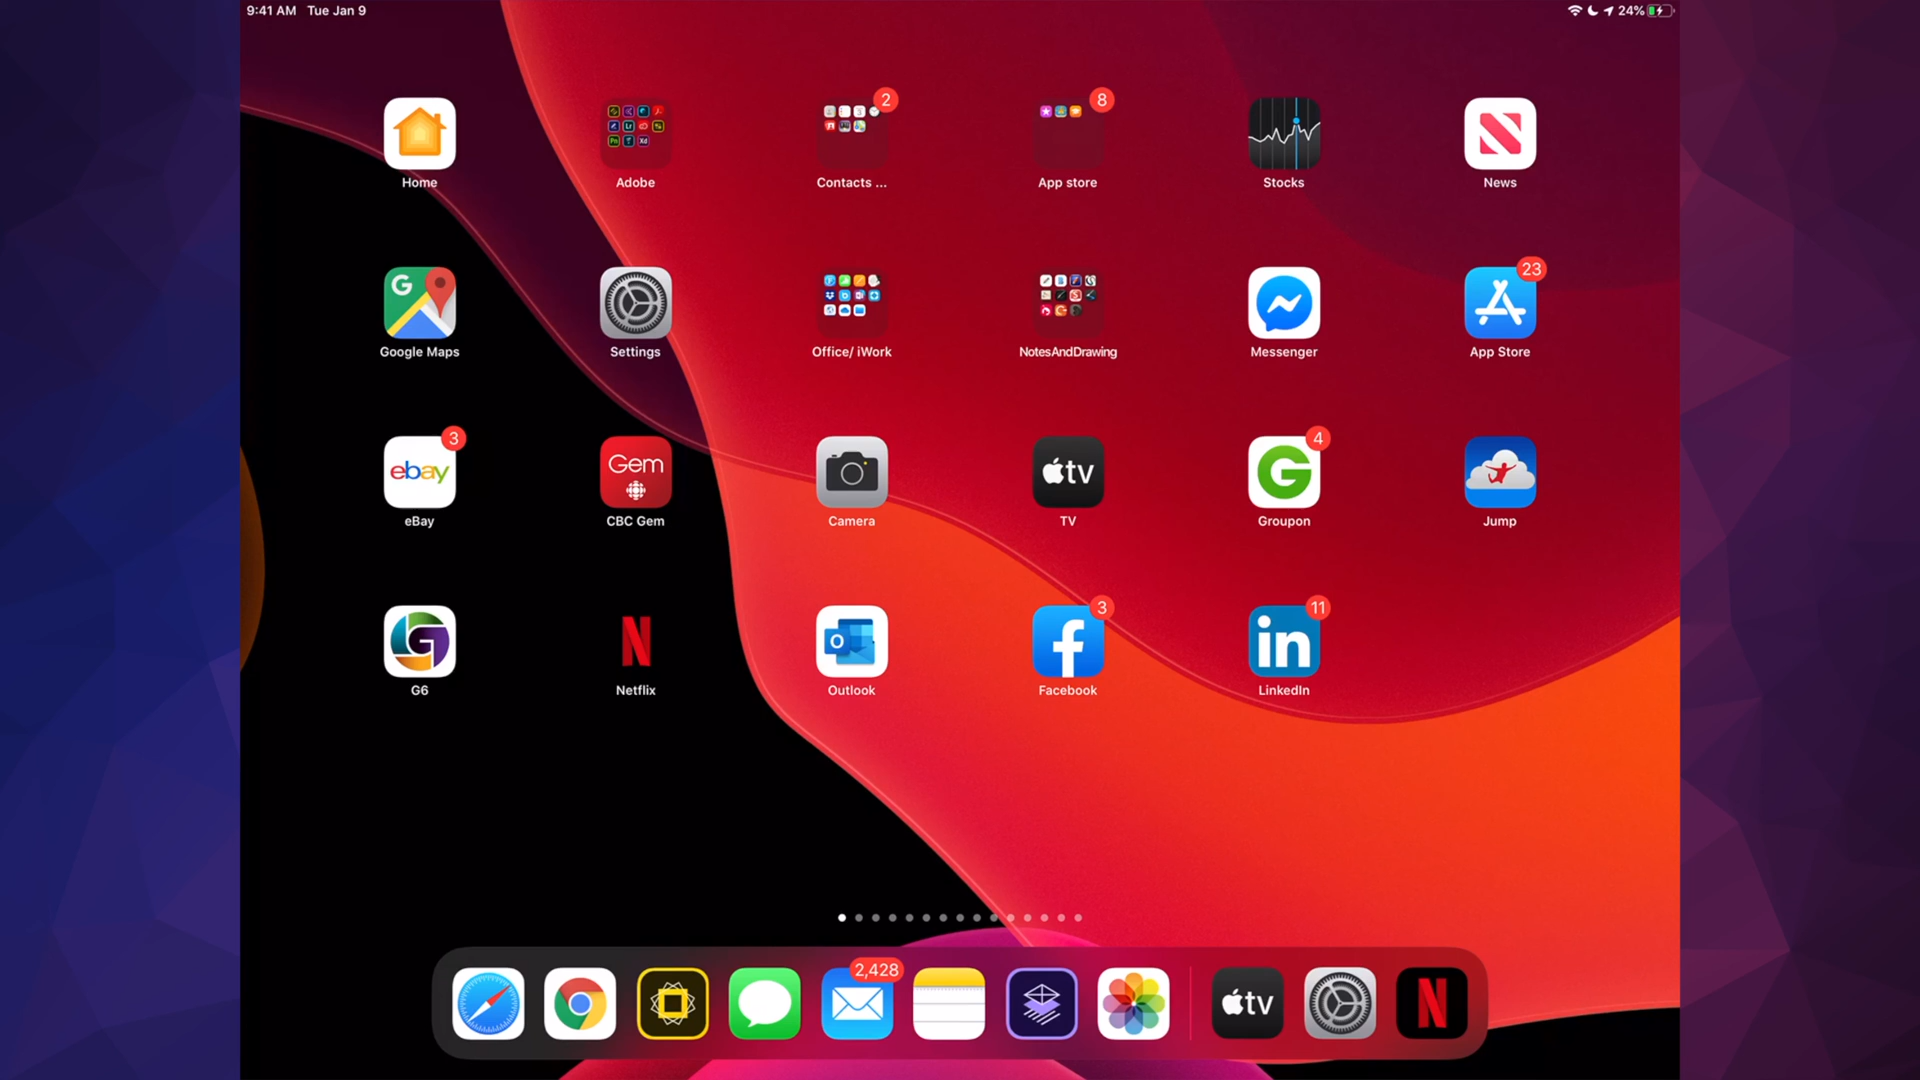 9:41 AM Tue Jan 9
24%
2
8
Home
Adobe
Contacts ...
App store
Stocks
News
G
23
Google Maps
Settings
Office/ iWork
NotesAndDrawing
Messenger
App Store
3
4
ebay
Gem
tv
G
eBay
CBC Gem
Camera
TV
Groupon
Jump
3
11
G
N
O
f
in
G6
Netflix
Outlook
Facebook
LinkedIn
2,428
tv
N